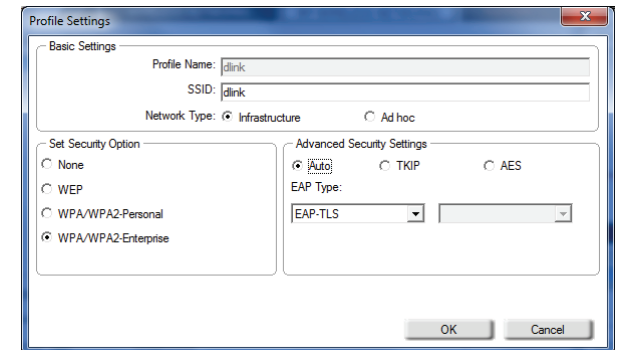 Profile Settings
Basic Settings
Profile Name: dlink
SSID: dlink
Network Type: Infrastructure Ad hoc
Set Security Option
None
WEP
WPA/WPA2-Personal
WPA/WPA2-Enterprise
Advanced Security Settings
Auto TKIP AES
EAP Type:
EAP-TLS
OK Cancel